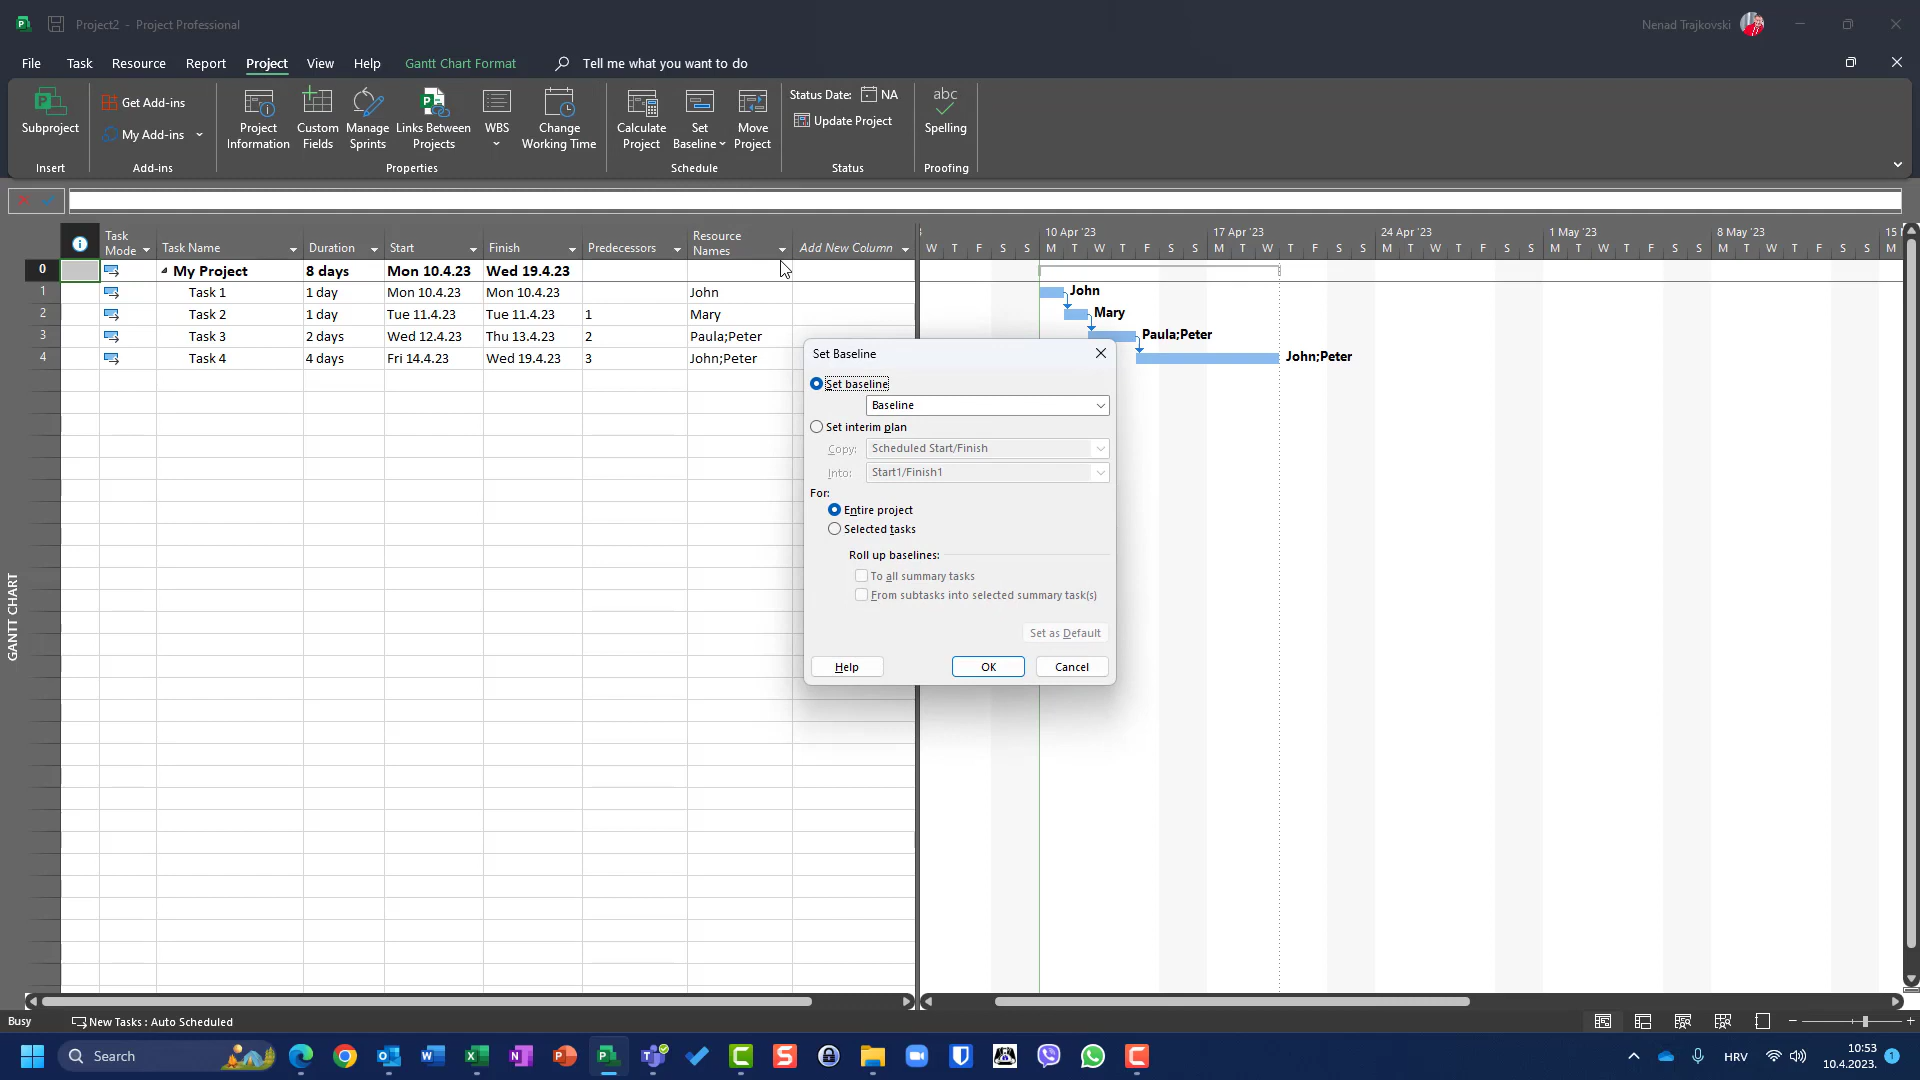 Project2 - Project Professional
Nenad Trajkovski
File Task Resource Report Project View Help Gantt Chart Format Tell me what you want to do
Subproject
Insert
Get Add-ins
My Add-ins
Add-ins
Project Information
Custom Fields
Manage Sprints
Links Between Projects
WBS
Change Working Time
Properties
Calculate Project
Set Baseline
Move Project
Schedule
Status Date: NA
Update Project
Status
abc
Spelling
Proofing
Task Mode Task Name Duration Start Finish Predecessors Resource Names Add New Column
0 My Project 8 days Mon 10.4.23 Wed 19.4.23
1 Task 1 1 day Mon 10.4.23 Mon 10.4.23 John
2 Task 2 1 day Tue 11.4.23 Tue 11.4.23 1 Mary
3 Task 3 2 days Wed 12.4.23 Thu 13.4.23 2 Paula;Peter
4 Task 4 4 days Fri 14.4.23 Wed 19.4.23 3 John;Peter
10 Apr '23 17 Apr '23 24 Apr '23 1 May '23 8 May '23
W T F S S M T W T F S S M T W T F S S M T W T F S S M T W T F S S M T W T F S S M
John
Mary
Paula;Peter
John;Peter
Set Baseline
Set baseline
Baseline
Set interim plan
Copy: Scheduled Start/Finish
Into: Start1/Finish1
For:
Entire project
Selected tasks
Roll up baselines:
To all summary tasks
From subtasks into selected summary task(s)
Set as Default
Help OK Cancel
GANTT CHART
Busy New Tasks : Auto Scheduled
Search
HRV
10:53
10.4.2023.
1